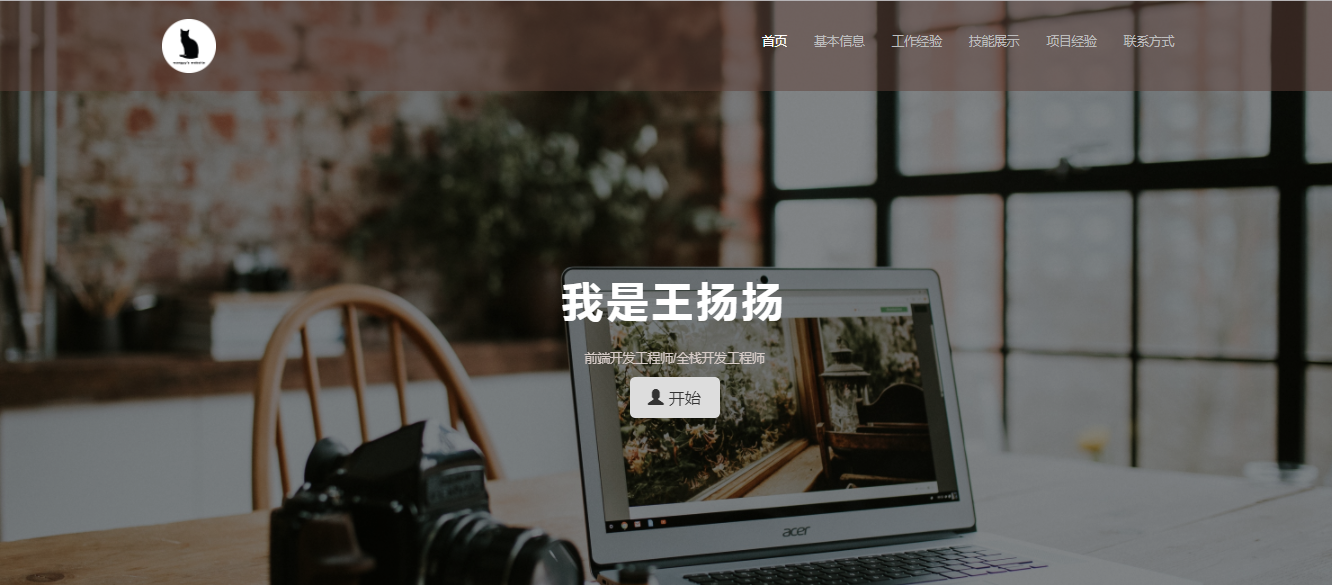 首页 基本信息 工作经验 技能展示 项目经验 联系方式
我是王扬扬
前端开发工程师/全栈开发工程师
开始
acer